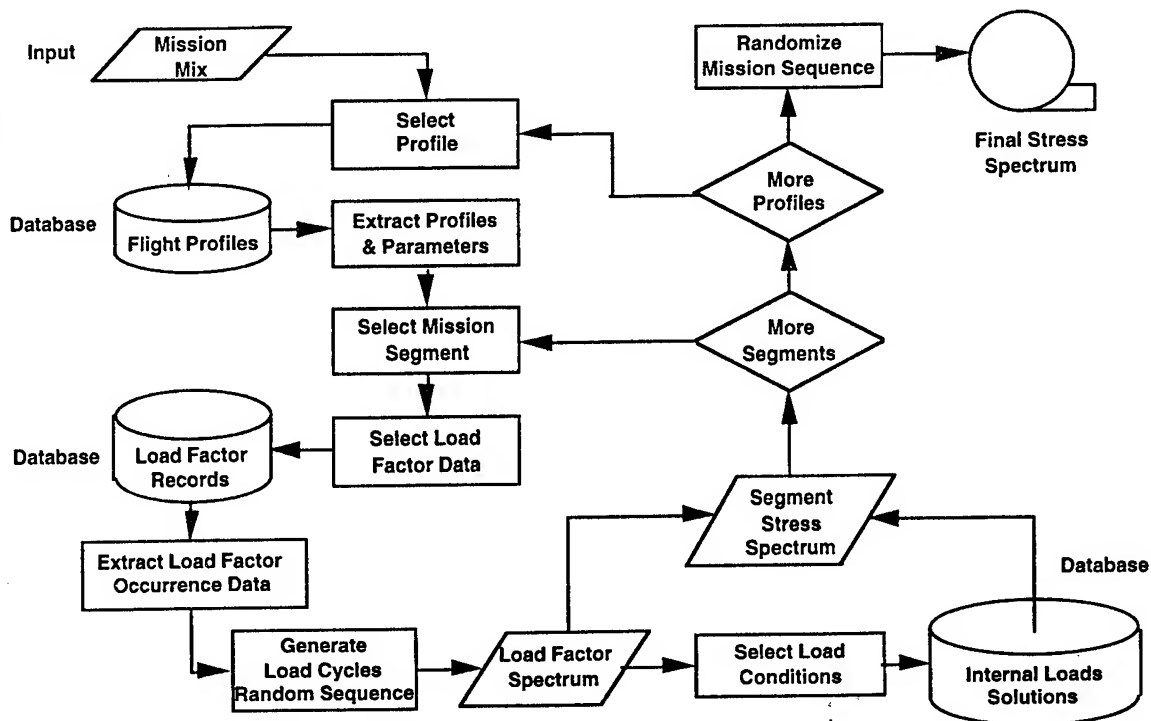 Input
Mission
Mix
Select
Profile
Database
Flight Profiles
Extract Profiles
& Parameters
Select Mission
Segment
Select Load
Factor Data
Database
Load Factor
Records
Extract Load Factor
Occurrence Data
Generate
Load Cycles
Random Sequence
Load Factor
Spectrum
Select Load
Conditions
Database
Internal Loads
Solutions
Segment
Stress
Spectrum
More
Segments
More
Profiles
Randomize
Mission Sequence
Final Stress
Spectrum